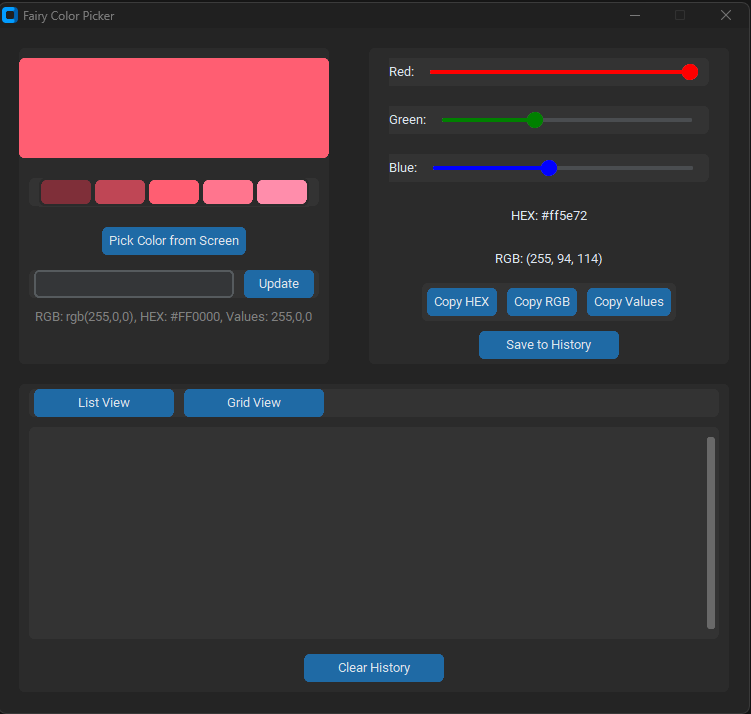 Fairy Color Picker
Red:
Green:
Blue:
HEX: #ff5e72
RGB: (255, 94, 114)
Copy HEX Copy RGB Copy Values
Save to History
Pick Color from Screen
Update
RGB: rgb(255,0,0), HEX: #FF0000, Values: 255,0,0
List View Grid View
Clear History